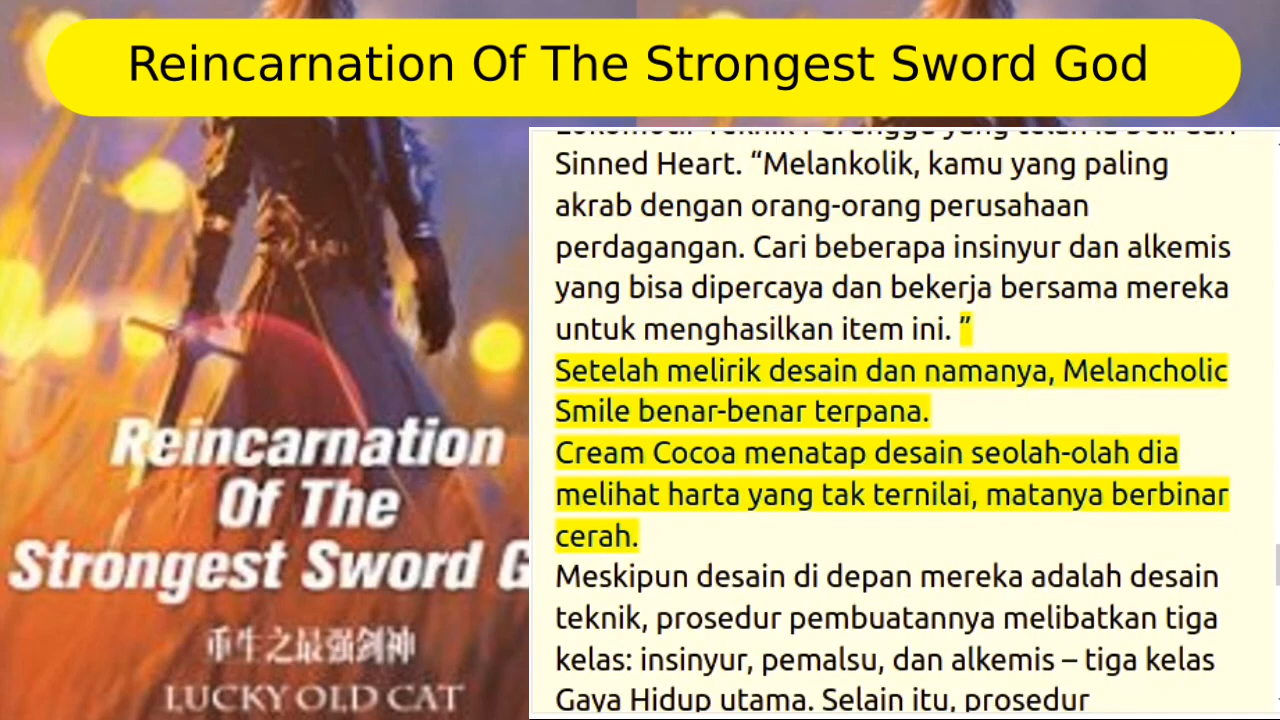 Reincarnation Of The Strongest Sword God
Sinned Heart. “Melankolik, kamu yang paling
akrab dengan orang-orang perusahaan
perdagangan. Cari beberapa insinyur dan alkemis
yang bisa dipercaya dan bekerja bersama mereka
untuk menghasilkan item ini. ”
Setelah melirik desain dan namanya, Melancholic
Smile benar-benar terpana.
Cream Cocoa menatap desain seolah-olah dia
melihat harta yang tak ternilai, matanya berbinar
cerah.
Meskipun desain di depan mereka adalah desain
teknik, prosedur pembuatannya melibatkan tiga
kelas: insinyur, pemalsu, dan alkemis – tiga kelas
Gaya Hidup utama. Selain itu, prosedur
Reincarnation
Of The
Strongest Sword G
重生之最强剑神
LUCKY OLD CAT